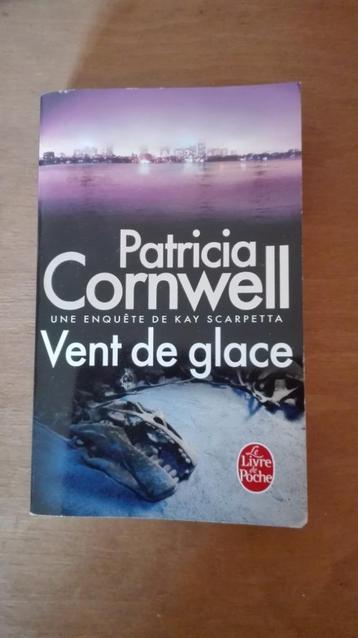 Patricia
Cornwell
UNE ENQUÊTE DE KAY SCARPETTA
Vent de glace
Le
Livre
de
Poche